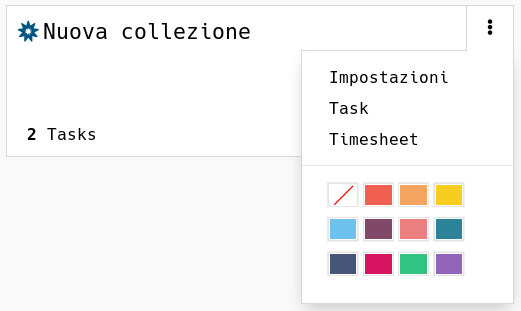 Nuova collezione
2 Tasks
Impostazioni
Task
Timesheet